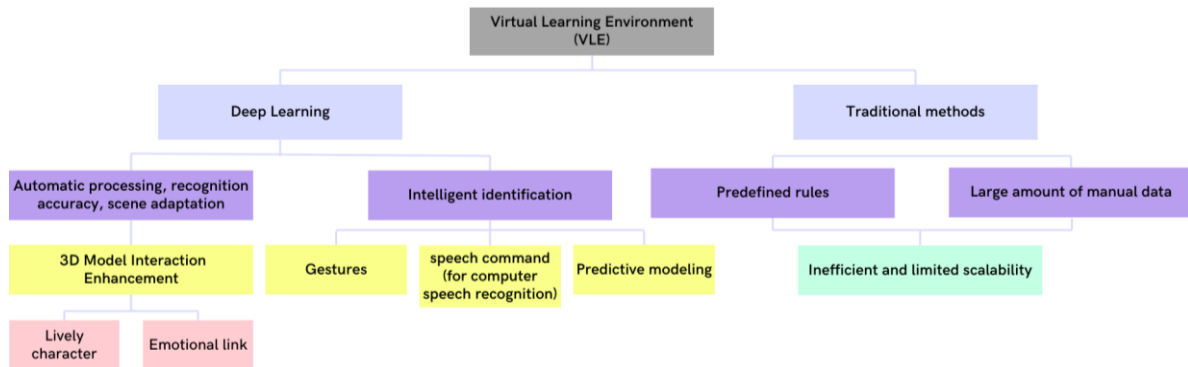 Virtual Learning Environment
(VLE)
Deep Learning
Traditional methods
Automatic processing, recognition
accuracy, scene adaptation
Intelligent identification
Predefined rules
Large amount of manual data
3D Model Interaction
Enhancement
Gestures
speech command
(for computer
speech recognition)
Predictive modeling
Inefficient and limited scalability
Lively
character
Emotional link